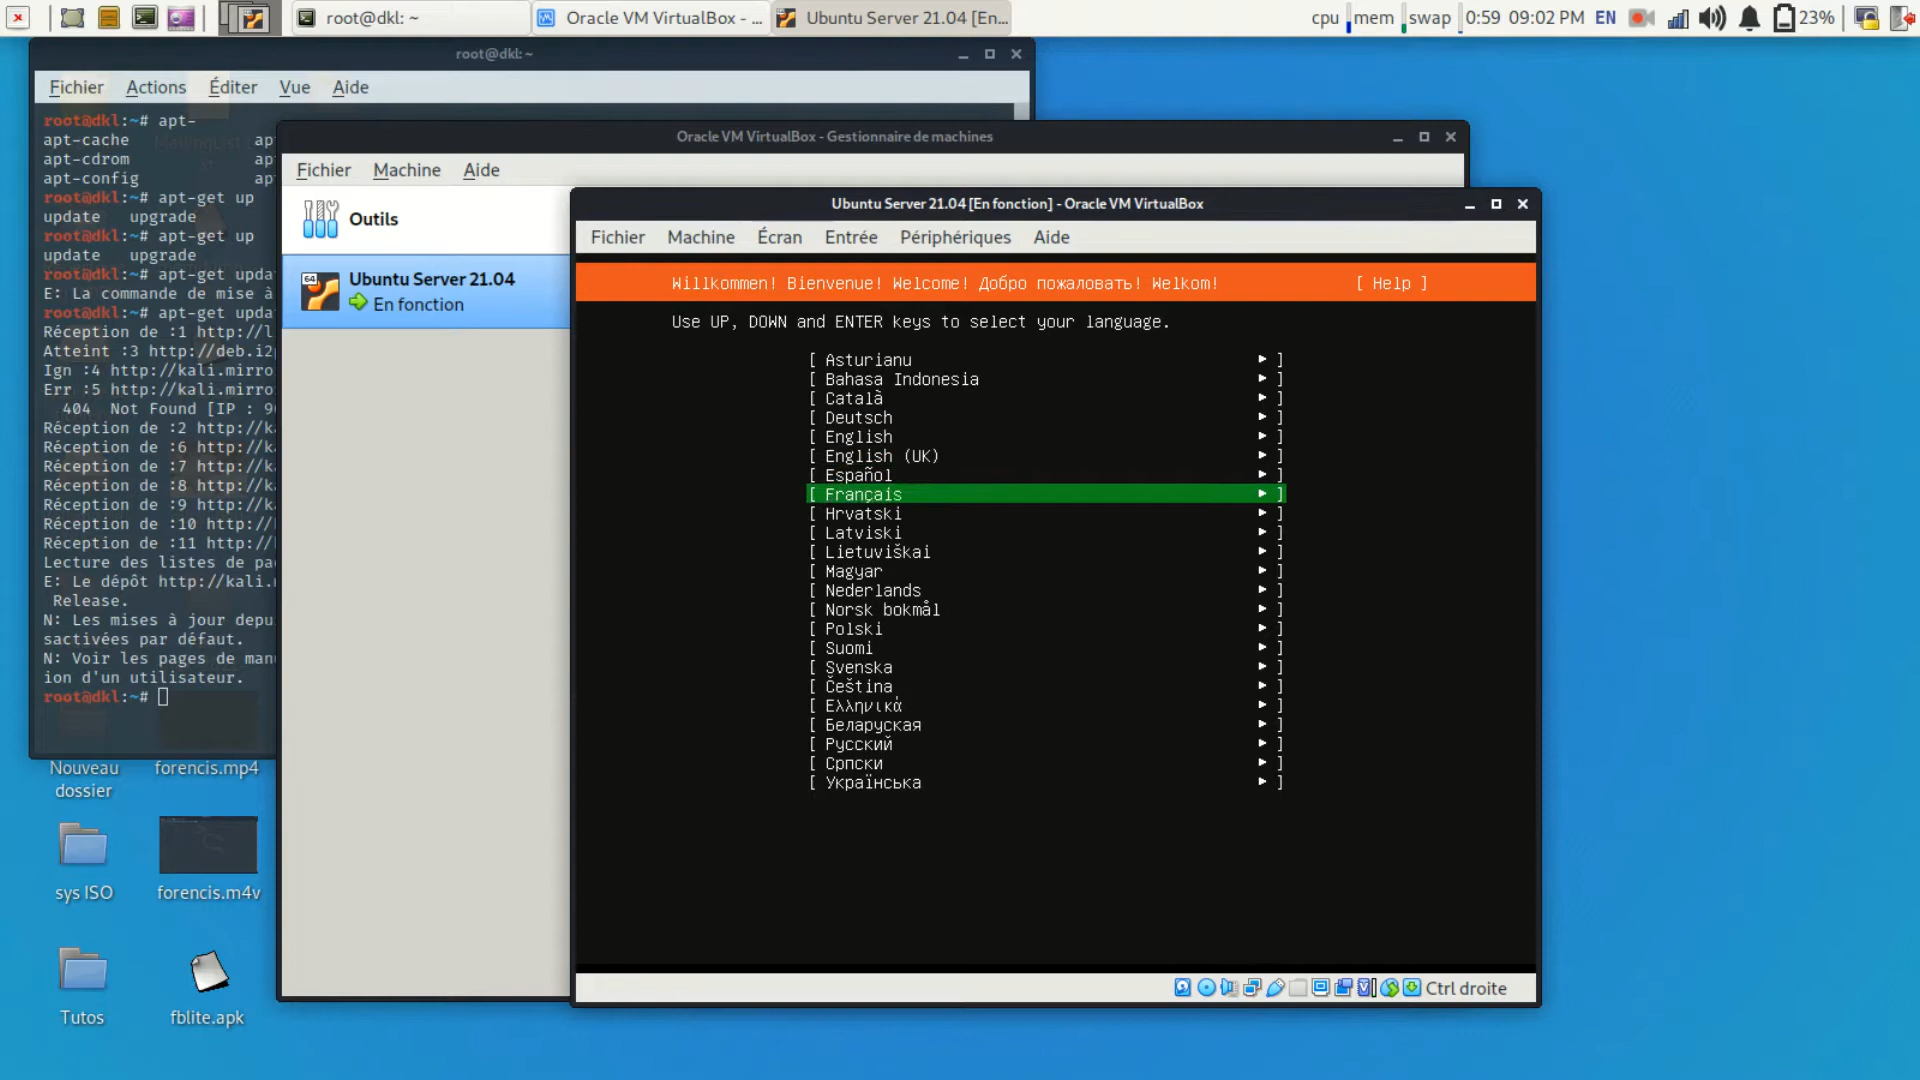 root@dkl: ~
Oracle VM VirtualBox - ...
Ubuntu Server 21.04 [En...
cpu mem swap 0:59 09:02 PM EN 23%
root@dkl: ~
Fichier Actions Éditer Vue Aide
root@dkl:~# apt-
apt-cache ap
apt-cdrom ap
apt-config ap
root@dkl:~# apt-get up
update upgrade
root@dkl:~# apt-get up
update upgrade
root@dkl:~# apt-get upda
E: La commande de mise à
root@dkl:~# apt-get upda
Réception de :1 http://l
Atteint :3 http://deb.i2p
Ign :4 http://kali.mirro
Err :5 http://kali.mirro
404 Not Found [IP : 9
Réception de :2 http://k
Réception de :6 http://k
Réception de :7 http://k
Réception de :8 http://k
Réception de :9 http://k
Réception de :10 http://
Réception de :11 http://
Lecture des listes de pa
E: Le dépôt http://kali.
Release.
N: Les mises à jour depu
sactivées par défaut.
N: Voir les pages de man
ion d'un utilisateur.
root@dkl:~#
Nouveau dossier
forencis.mp4
sys ISO
forencis.m4v
Tutos
fblite.apk
Oracle VM VirtualBox - Gestionnaire de machines
Fichier Machine Aide
Outils
64
Ubuntu Server 21.04
En fonction
Ubuntu Server 21.04 [En fonction] - Oracle VM VirtualBox
Fichier Machine Écran Entrée Périphériques Aide
Willkommen! Bienvenue! Welcome! Добро пожаловать! Welkom! [ Help ]
Use UP, DOWN and ENTER keys to select your language.
[ Asturianu ► ]
[ Bahasa Indonesia ► ]
[ Català ► ]
[ Deutsch ► ]
[ English ► ]
[ English (UK) ► ]
[ Español ► ]
[ Français ► ]
[ Hrvatski ► ]
[ Latviski ► ]
[ Lietuviškai ► ]
[ Magyar ► ]
[ Nederlands ► ]
[ Norsk bokmål ► ]
[ Polski ► ]
[ Suomi ► ]
[ Svenska ► ]
[ Čeština ► ]
[ Ελληνικά ► ]
[ Беларуская ► ]
[ Русский ► ]
[ Српски ► ]
[ Українська ► ]
Ctrl droite